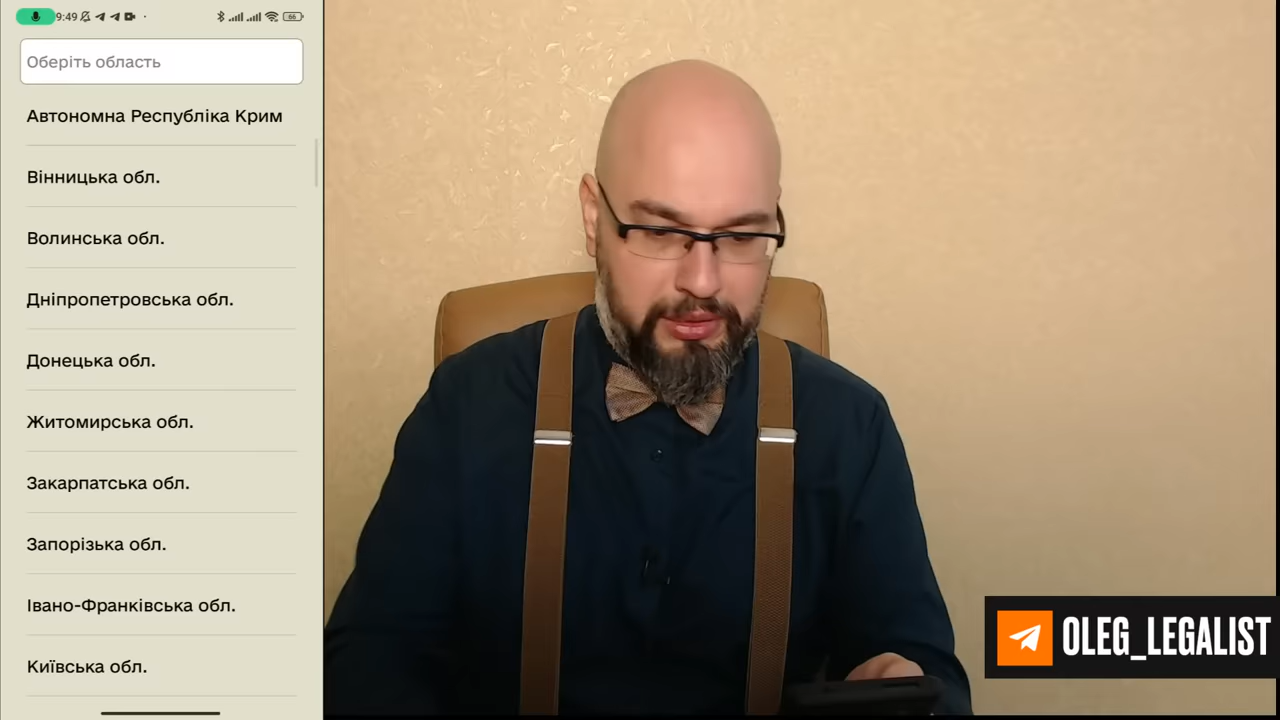 9:49
66
Оберіть область
Автономна Республіка Крим
Вінницька обл.
Волинська обл.
Дніпропетровська обл.
Донецька обл.
Житомирська обл.
Закарпатська обл.
Запорізька обл.
Івано-Франківська обл.
Київська обл.
OLEG_LEGALIST